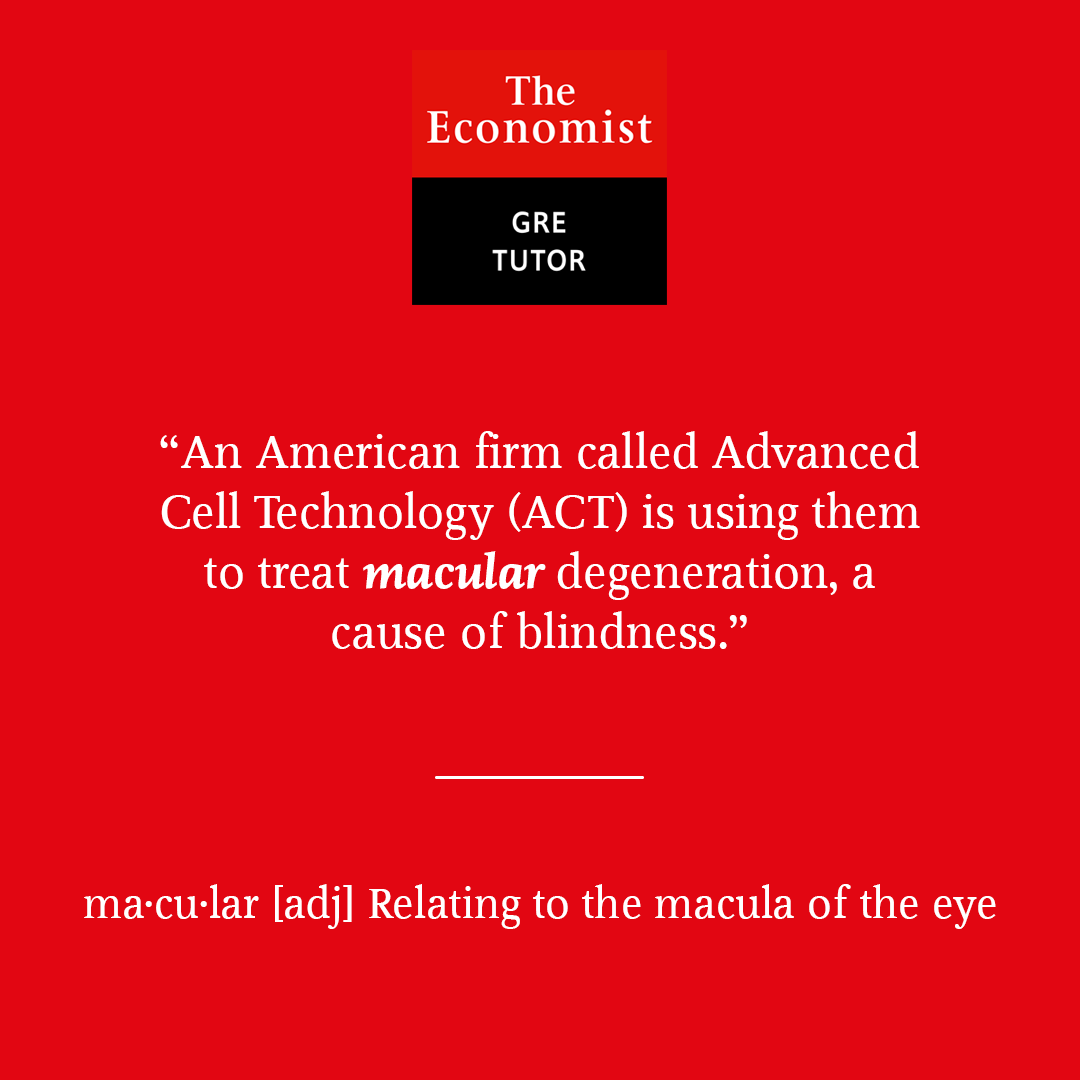 The
Economist
GRE
TUTOR
“An American firm called Advanced
Cell Technology (ACT) is using them
to treat macular degeneration, a
cause of blindness.”
ma·cu·lar [adj] Relating to the macula of the eye